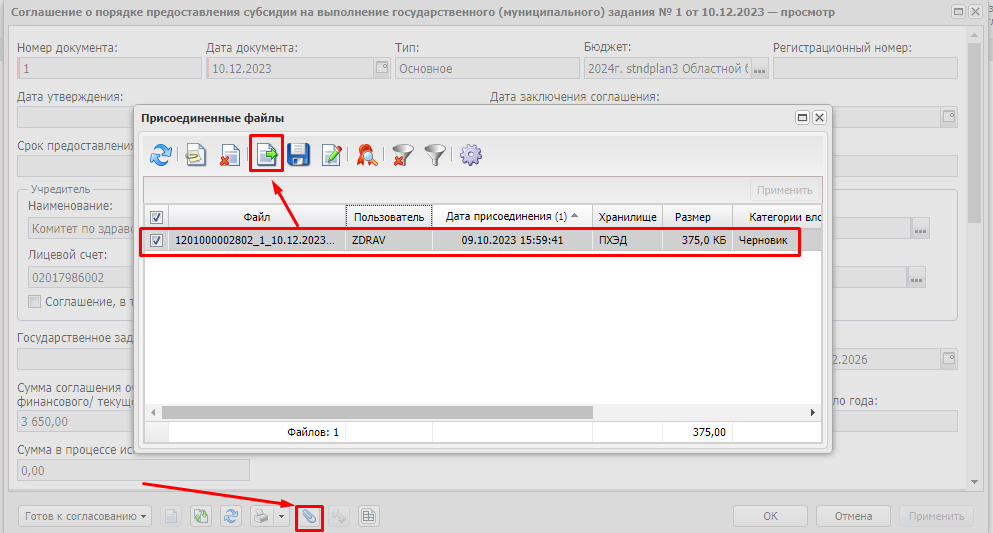 Соглашение о порядке предоставления субсидии на выполнение государственного (муниципального) задания № 1 от 10.12.2023 — просмотр
Номер документа: Дата документа: Тип: Бюджет: Регистрационный номер:
1 10.12.2023 Основное 2024г. stndplan3 Областной б ...
Дата утверждения: Дата заключения соглашения:
Присоединенные файлы
Срок предоставления
Применить
Учредитель
Наименование:
Файл Пользователь Дата присоединения (1) Хранилище Размер Категории вло
Комитет по здраво ...
1201000002802_1_10.12.2023... ZDRAV 09.10.2023 15:59:41 ПХЭД 375,0 КБ Черновик
Лицевой счет:
02017986002 ...
Соглашение, в т
Государственное зад
2.2026
Сумма соглашения оч
финансового/ текуще
ло года:
3 650,00
Файлов: 1 375,00
Сумма в процессе исп
0,00
Готов к согласованию ОК Отмена Применить